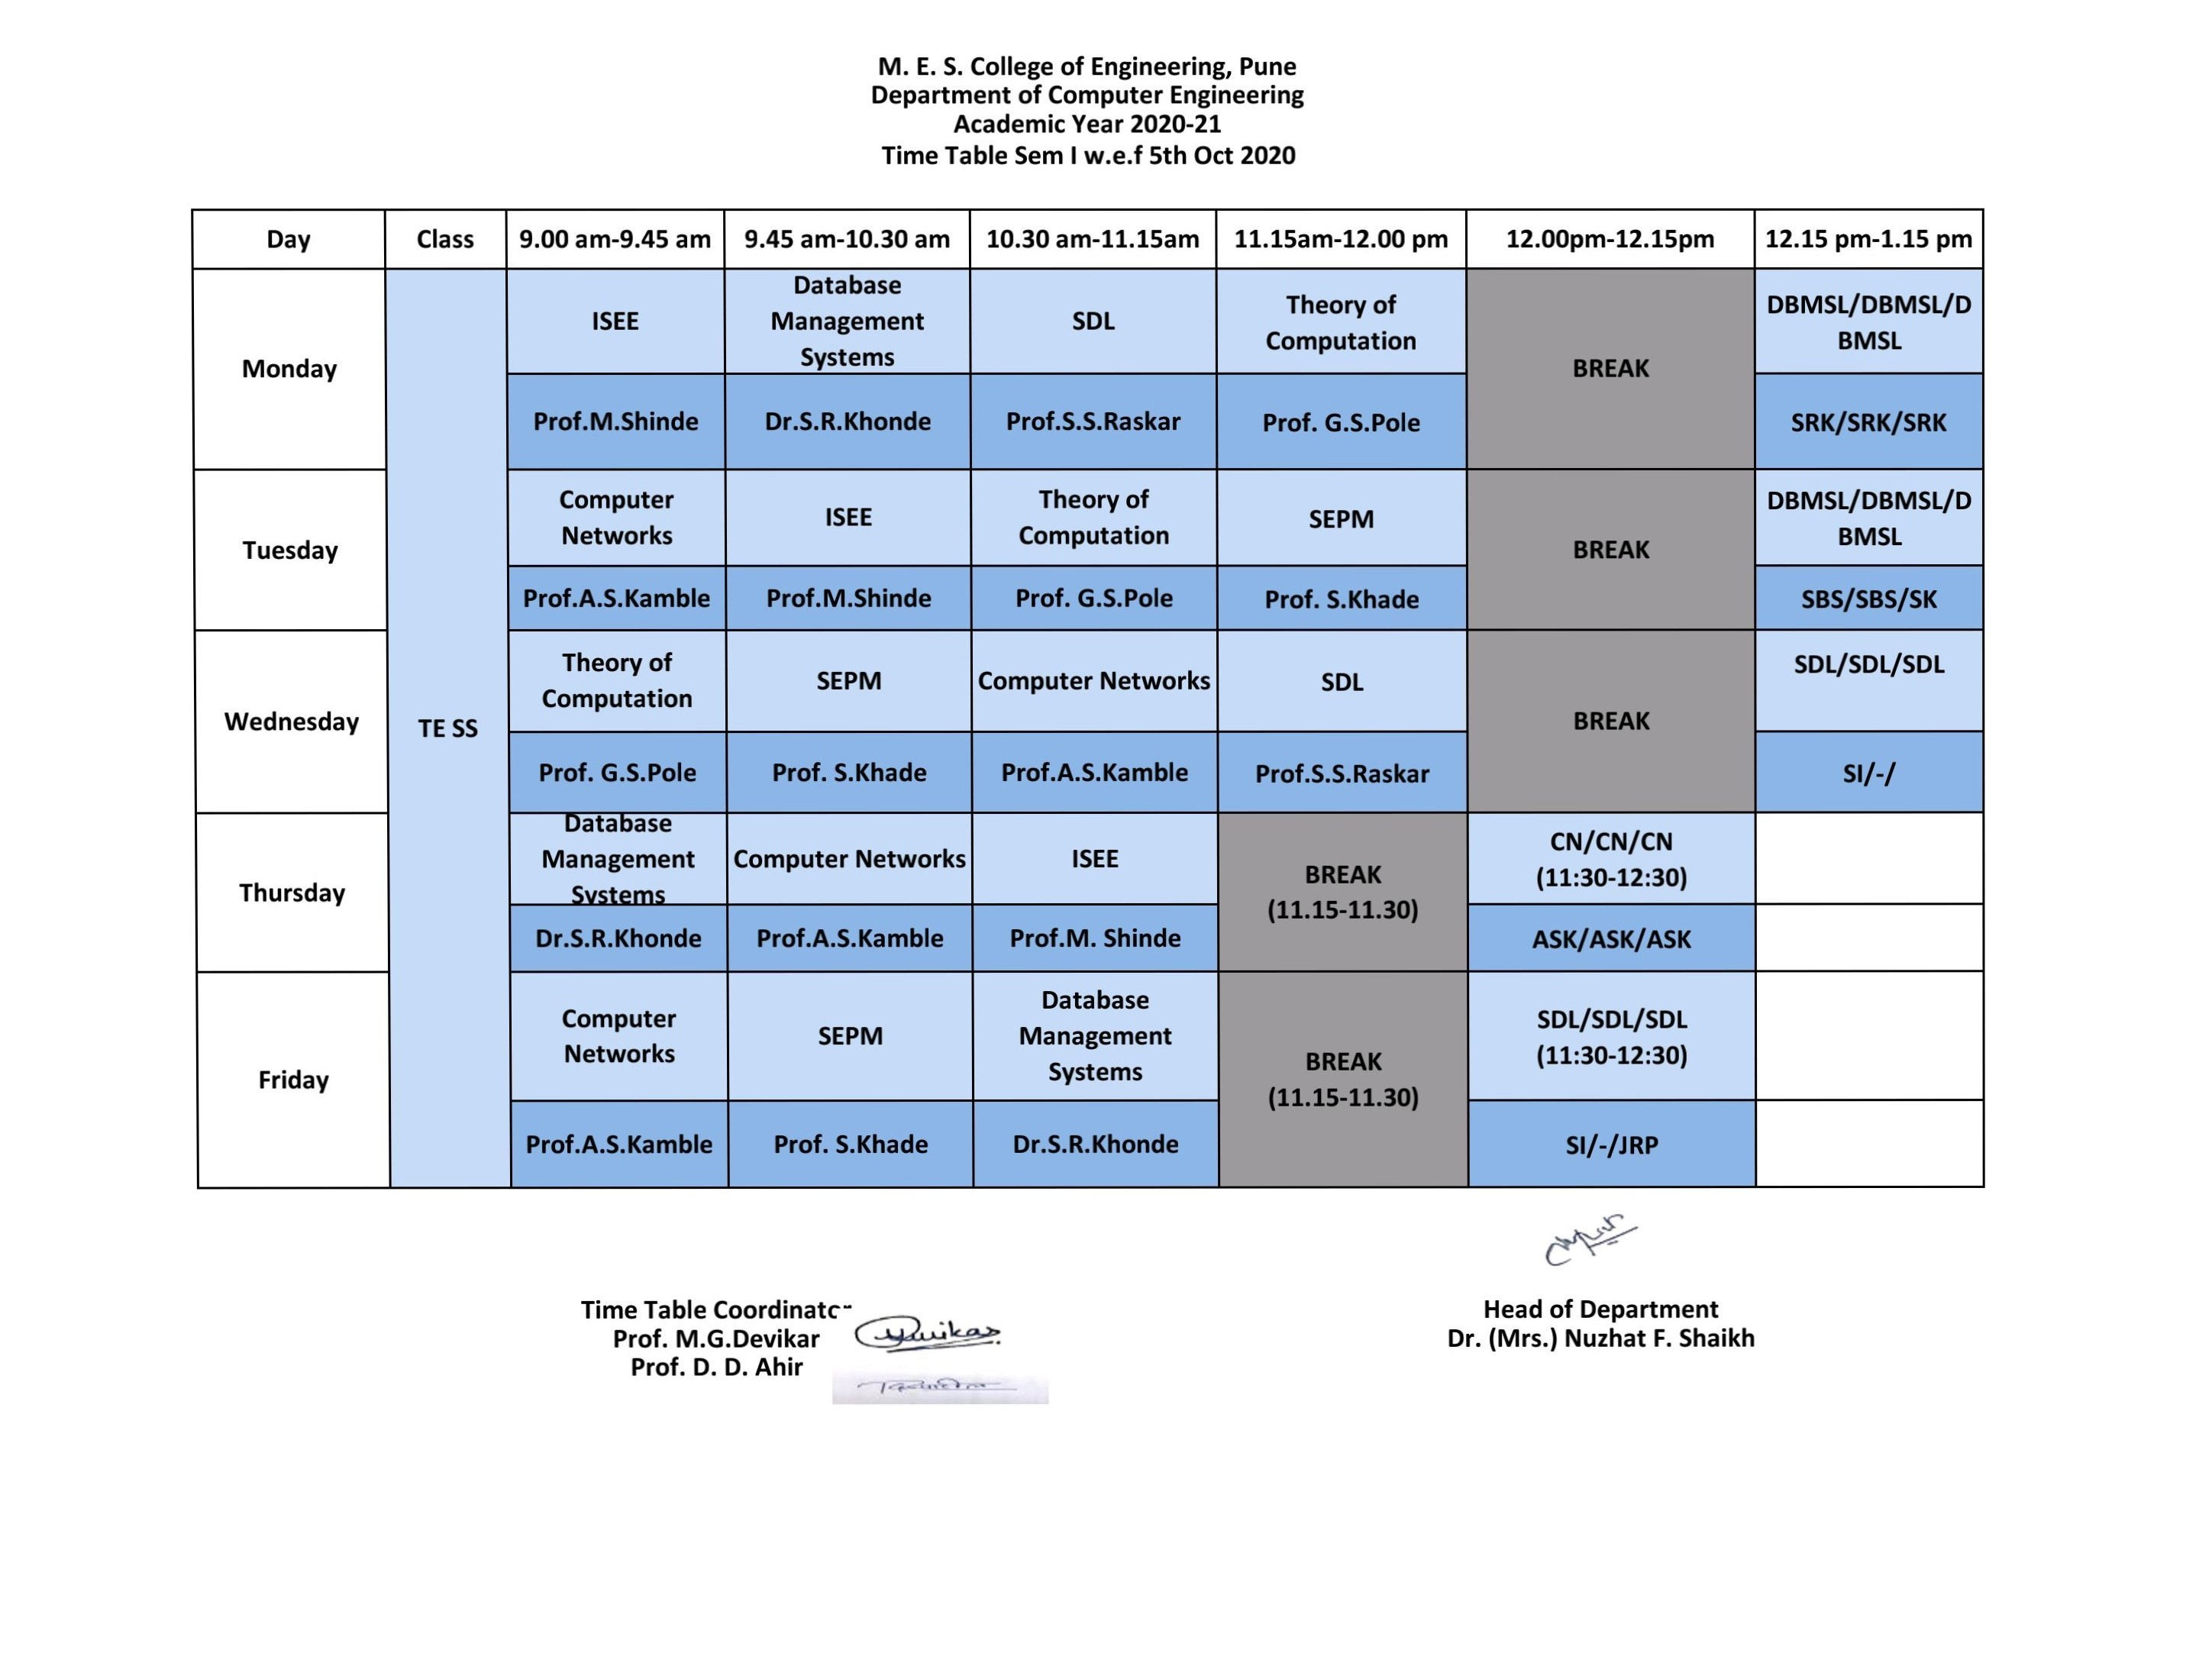 M. E. S. College of Engineering, Pune
Department of Computer Engineering
Academic Year 2020-21
Time Table Sem I w.e.f 5th Oct 2020
Day Class 9.00 am-9.45 am 9.45 am-10.30 am 10.30 am-11.15am 11.15am-12.00 pm 12.00pm-12.15pm 12.15 pm-1.15 pm
Monday
TE SS
ISEE
Database
Management
Systems
SDL
Theory of
Computation
BREAK
DBMSL/DBMSL/D
BMSL
Prof.M.Shinde Dr.S.R.Khonde Prof.S.S.Raskar Prof. G.S.Pole SRK/SRK/SRK
Tuesday
Computer
Networks
ISEE
Theory of
Computation
SEPM
BREAK
DBMSL/DBMSL/D
BMSL
Prof.A.S.Kamble Prof.M.Shinde Prof. G.S.Pole Prof. S.Khade SBS/SBS/SK
Wednesday
Theory of
Computation
SEPM
Computer Networks
SDL
BREAK
SDL/SDL/SDL
Prof. G.S.Pole Prof. S.Khade Prof.A.S.Kamble Prof.S.S.Raskar SI/-/
Thursday
Database
Management
Systems
Computer Networks
ISEE
BREAK
(11.15-11.30)
CN/CN/CN
(11:30-12:30)
Dr.S.R.Khonde Prof.A.S.Kamble Prof.M. Shinde ASK/ASK/ASK
Friday
Computer
Networks
SEPM
Database
Management
Systems
BREAK
(11.15-11.30)
SDL/SDL/SDL
(11:30-12:30)
Prof.A.S.Kamble Prof. S.Khade Dr.S.R.Khonde SI/-/JRP
Time Table Coordinator
Prof. M.G.Devikar
Prof. D. D. Ahir
Head of Department
Dr. (Mrs.) Nuzhat F. Shaikh